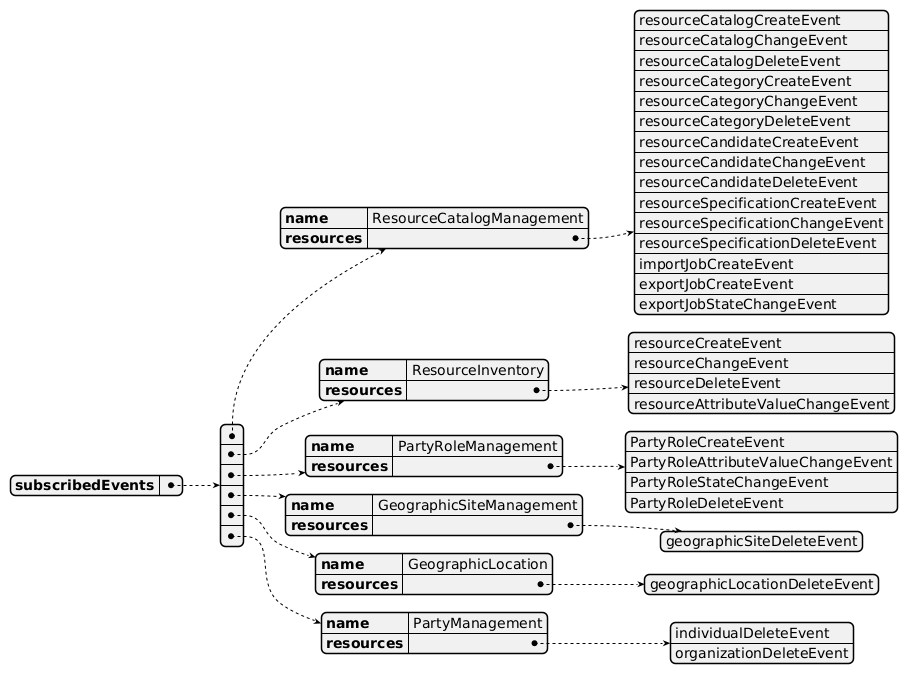 subscribedEvents
name ResourceCatalogManagement
resources
resourceCatalogCreateEvent
resourceCatalogChangeEvent
resourceCatalogDeleteEvent
resourceCategoryCreateEvent
resourceCategoryChangeEvent
resourceCategoryDeleteEvent
resourceCandidateCreateEvent
resourceCandidateChangeEvent
resourceCandidateDeleteEvent
resourceSpecificationCreateEvent
resourceSpecificationChangeEvent
resourceSpecificationDeleteEvent
importJobCreateEvent
exportJobCreateEvent
exportJobStateChangeEvent
name ResourceInventory
resources
resourceCreateEvent
resourceChangeEvent
resourceDeleteEvent
resourceAttributeValueChangeEvent
name PartyRoleManagement
resources
PartyRoleCreateEvent
PartyRoleAttributeValueChangeEvent
PartyRoleStateChangeEvent
PartyRoleDeleteEvent
name GeographicSiteManagement
resources
geographicSiteDeleteEvent
name GeographicLocation
resources
geographicLocationDeleteEvent
name PartyManagement
resources
individualDeleteEvent
organizationDeleteEvent